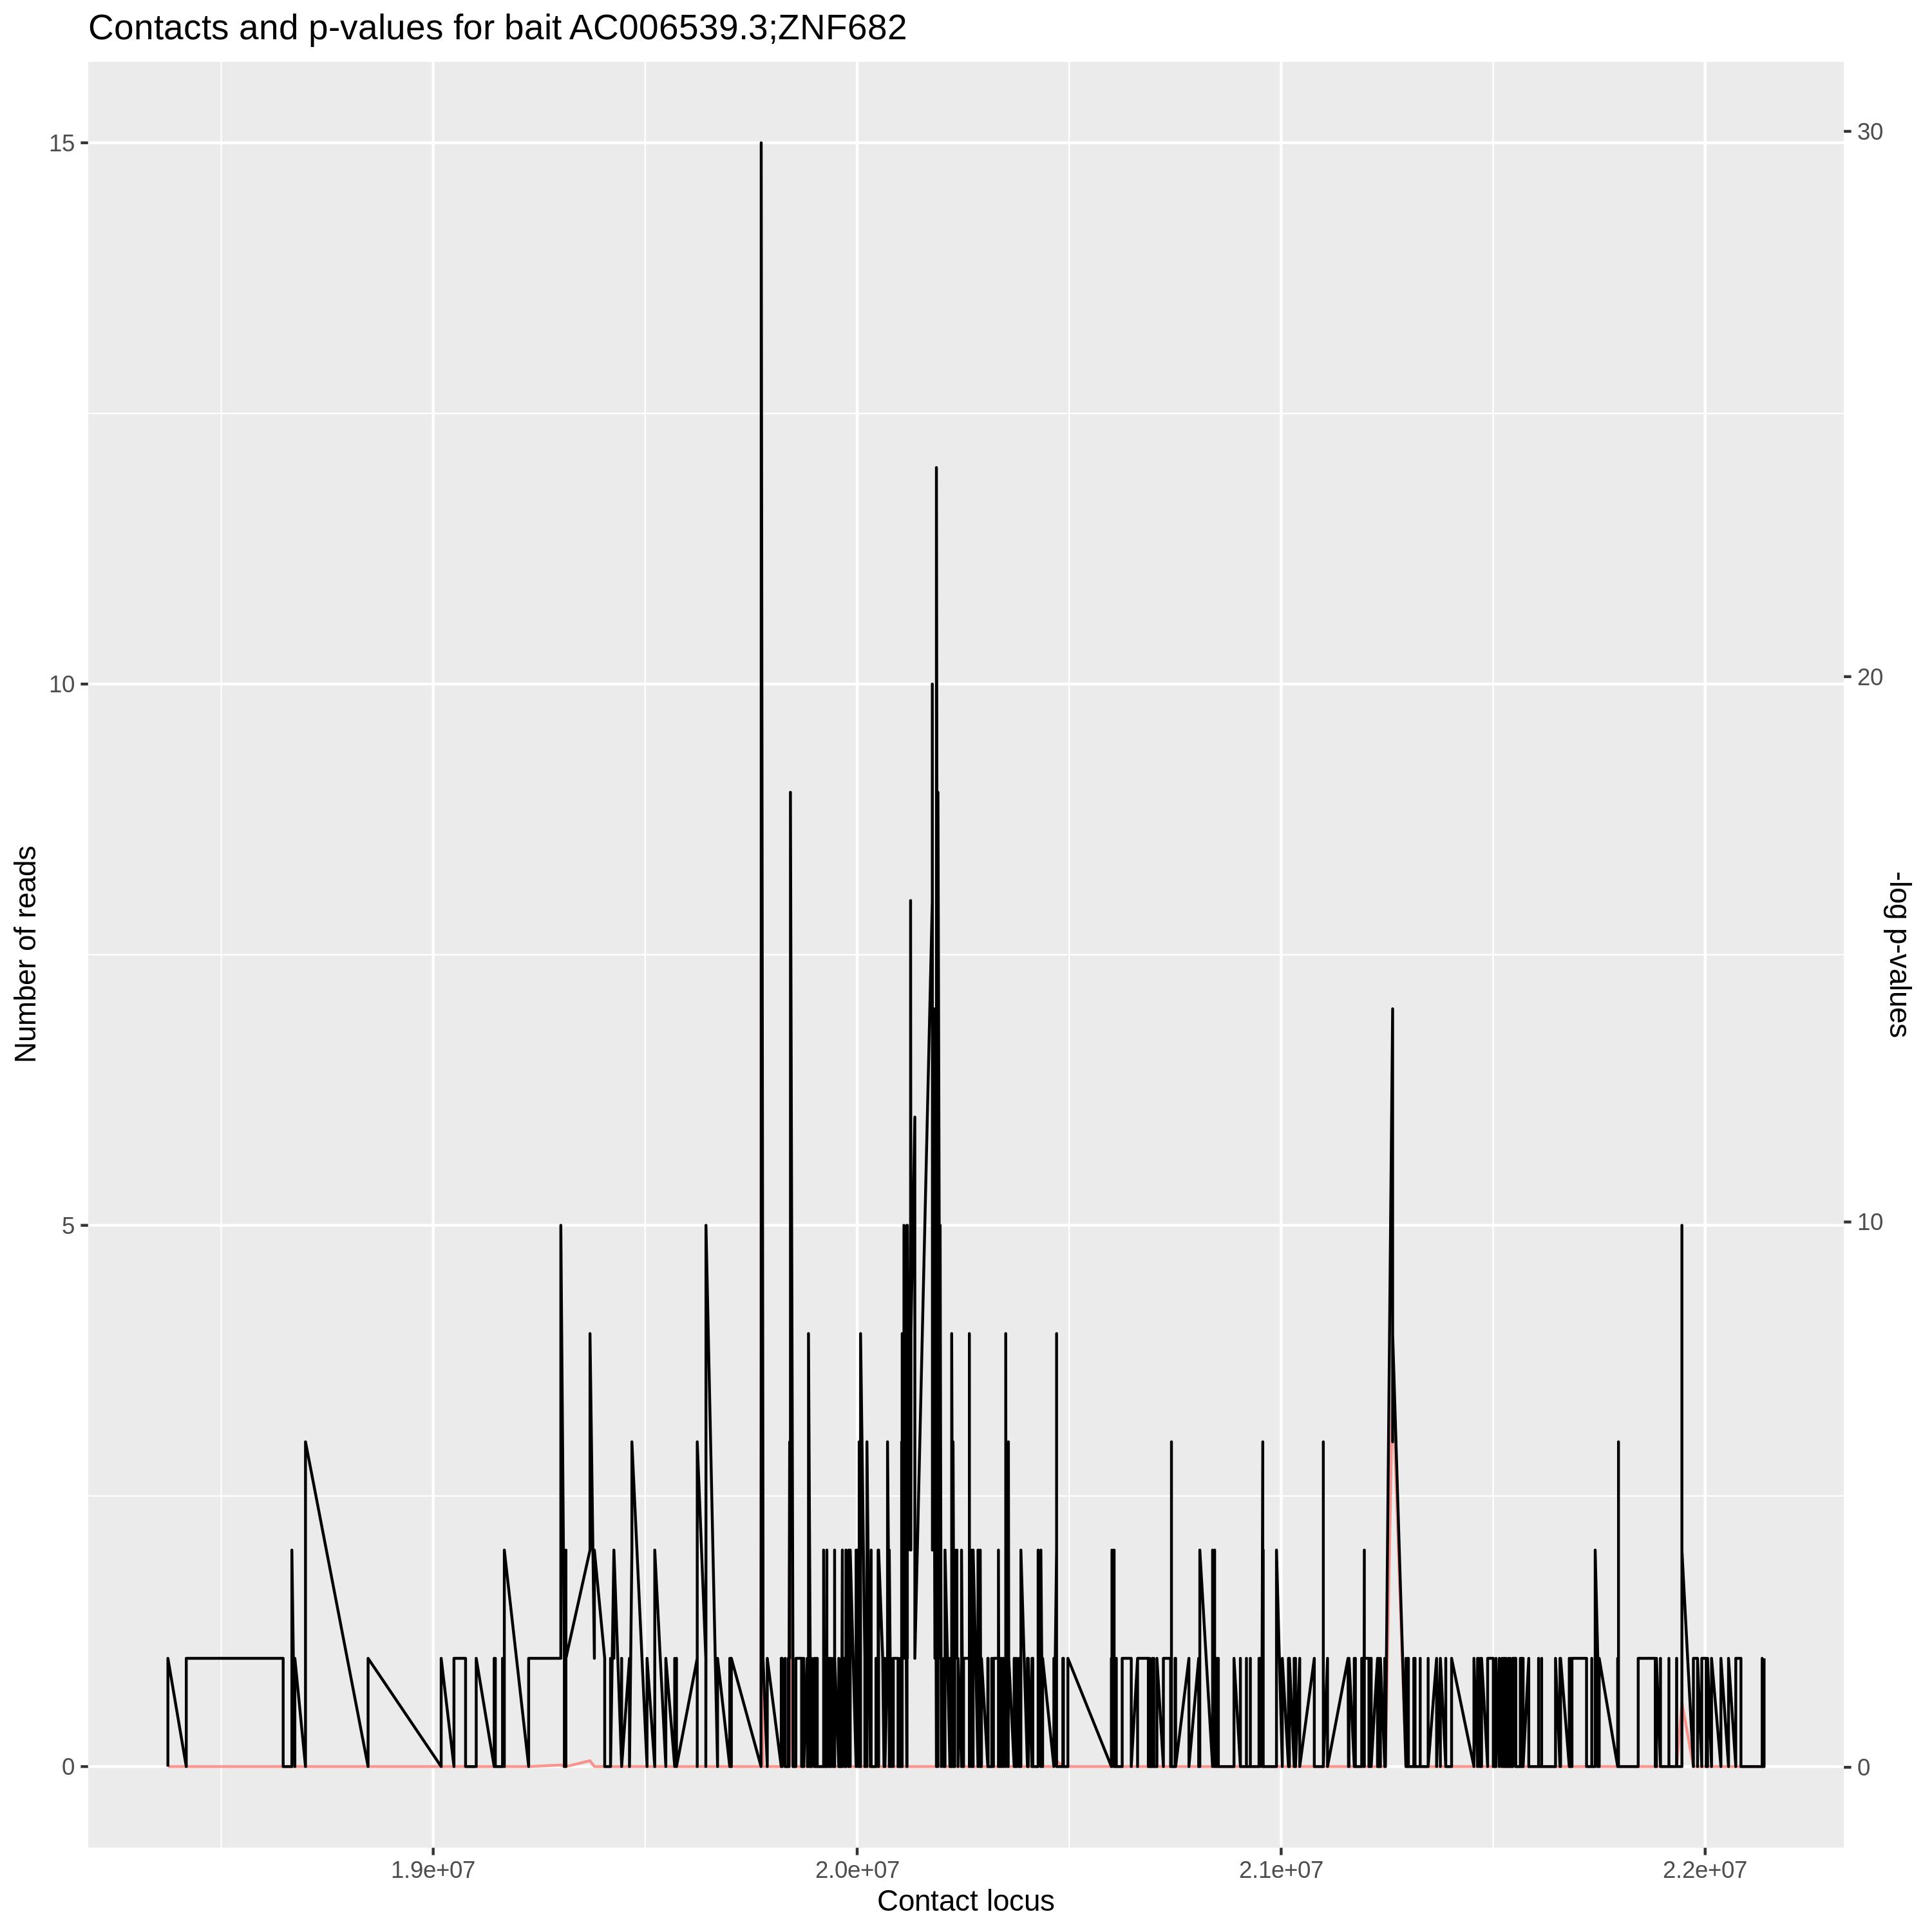 Contacts and p-values for bait AC006539.3;ZNF682
15
10
5
0
30
20
10
0
Number of reads
-log p-values
1.9e+07
2.0e+07
2.1e+07
2.2e+07
Contact locus